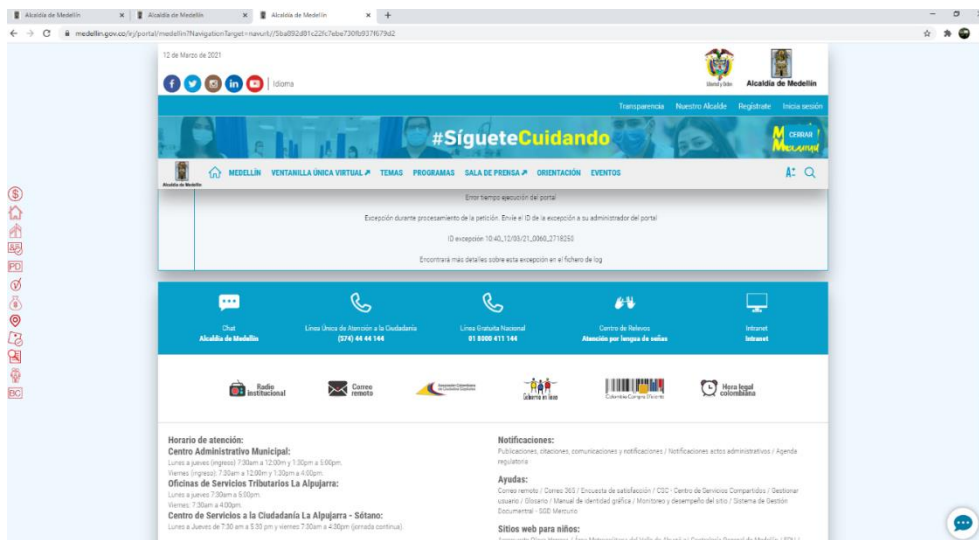 Alcaldía de Medellín
Alcaldía de Medellín
Alcaldía de Medellín
12 de Marzo de 2021
Idioma
Libertad y Orden
Alcaldía de Medellín
Transparencia Nuestro Alcalde Regístrate Inicia sesión
#SígueteCuidando
CERRAR
Alcaldía de Medellín
MEDELLÍN VENTANILLA ÚNICA VIRTUAL TEMAS PROGRAMAS SALA DE PRENSA ORIENTACIÓN EVENTOS
Error tiempo ejecución del portal
Excepción durante procesamiento de la petición. Envíe el ID de la excepción a su administrador del portal
ID excepción 10:40_12/03/21_0060_2718250
Encontrará más detalles sobre esta excepción en el fichero de log
PD
BC
Chat
Alcaldía de Medellín
Línea Única de Atención a la Ciudadanía
(574) 44 44 144
Línea Gratuita Nacional
01 8000 411 144
Centro de Relevos
Atención por lengua de señas
Intranet
Intranet
Radio institucional
Correo remoto
Colombia Compra Eficiente
Hora legal colombiana
Horario de atención:
Centro Administrativo Municipal:
Lunes a jueves (ingreso) 7:30am a 12:00m y 1:30pm a 5:00pm.
Viernes (ingreso): 7:30am a 12:00m y 1:30pm a 4:00pm.
Oficinas de Servicios Tributarios La Alpujarra:
Lunes a jueves 7:30am a 5:30pm.
Viernes: 7:30am a 4:00pm.
Centro de Servicios a la Ciudadanía La Alpujarra - Sótano:
Lunes a Jueves de 7:30 am a 5:30 pm y viernes 7:30am a 4:30pm (jornada continua).
Notificaciones:
Publicaciones, citaciones, comunicaciones y notificaciones / Notificaciones actos administrativos / Agenda
regulatoria
Ayudas:
Correo remoto / Correo 365 / Encuesta de satisfacción / CSC - Centro de Servicios Compartidos / Gestionar
usuario / Glosario / Manual de identidad gráfica / Monitoreo y desempeño del sitio / Sistema de Gestión
Documental - SGD Mercurio
Sitios web para niños: